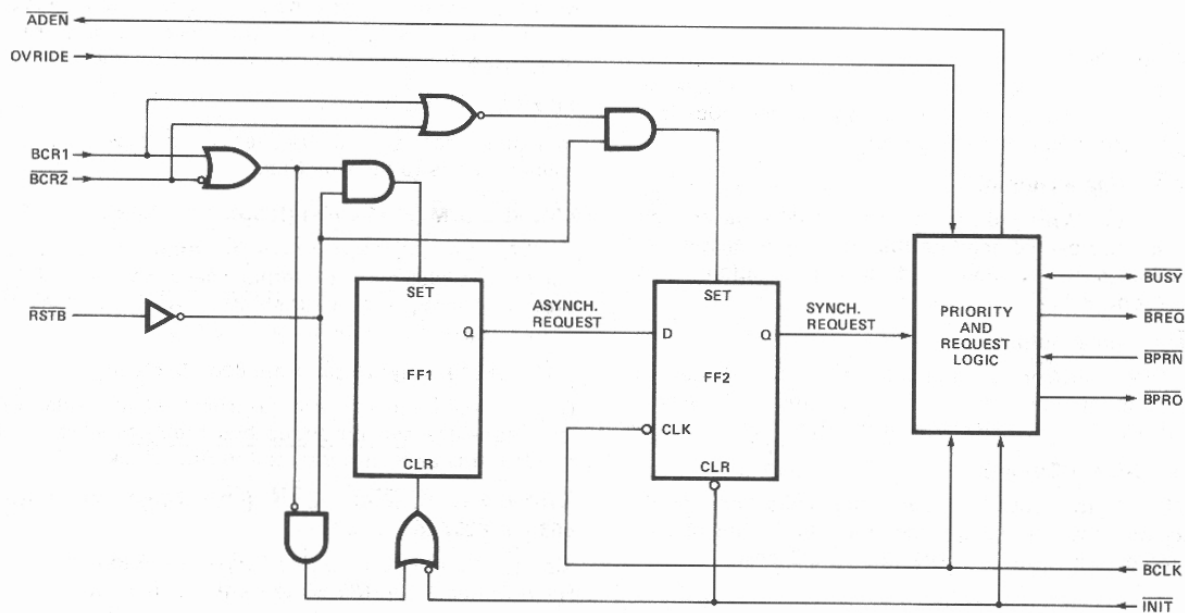 ADEN
OVRIDE
BCR1
BCR2
RSTB
SET
Q
ASYNCH.
REQUEST
FF1
CLR
SET
D
Q
FF2
CLK
CLR
SYNCH.
REQUEST
PRIORITY
AND
REQUEST
LOGIC
BUSY
BREQ
BPRN
BPRO
BCLK
INIT